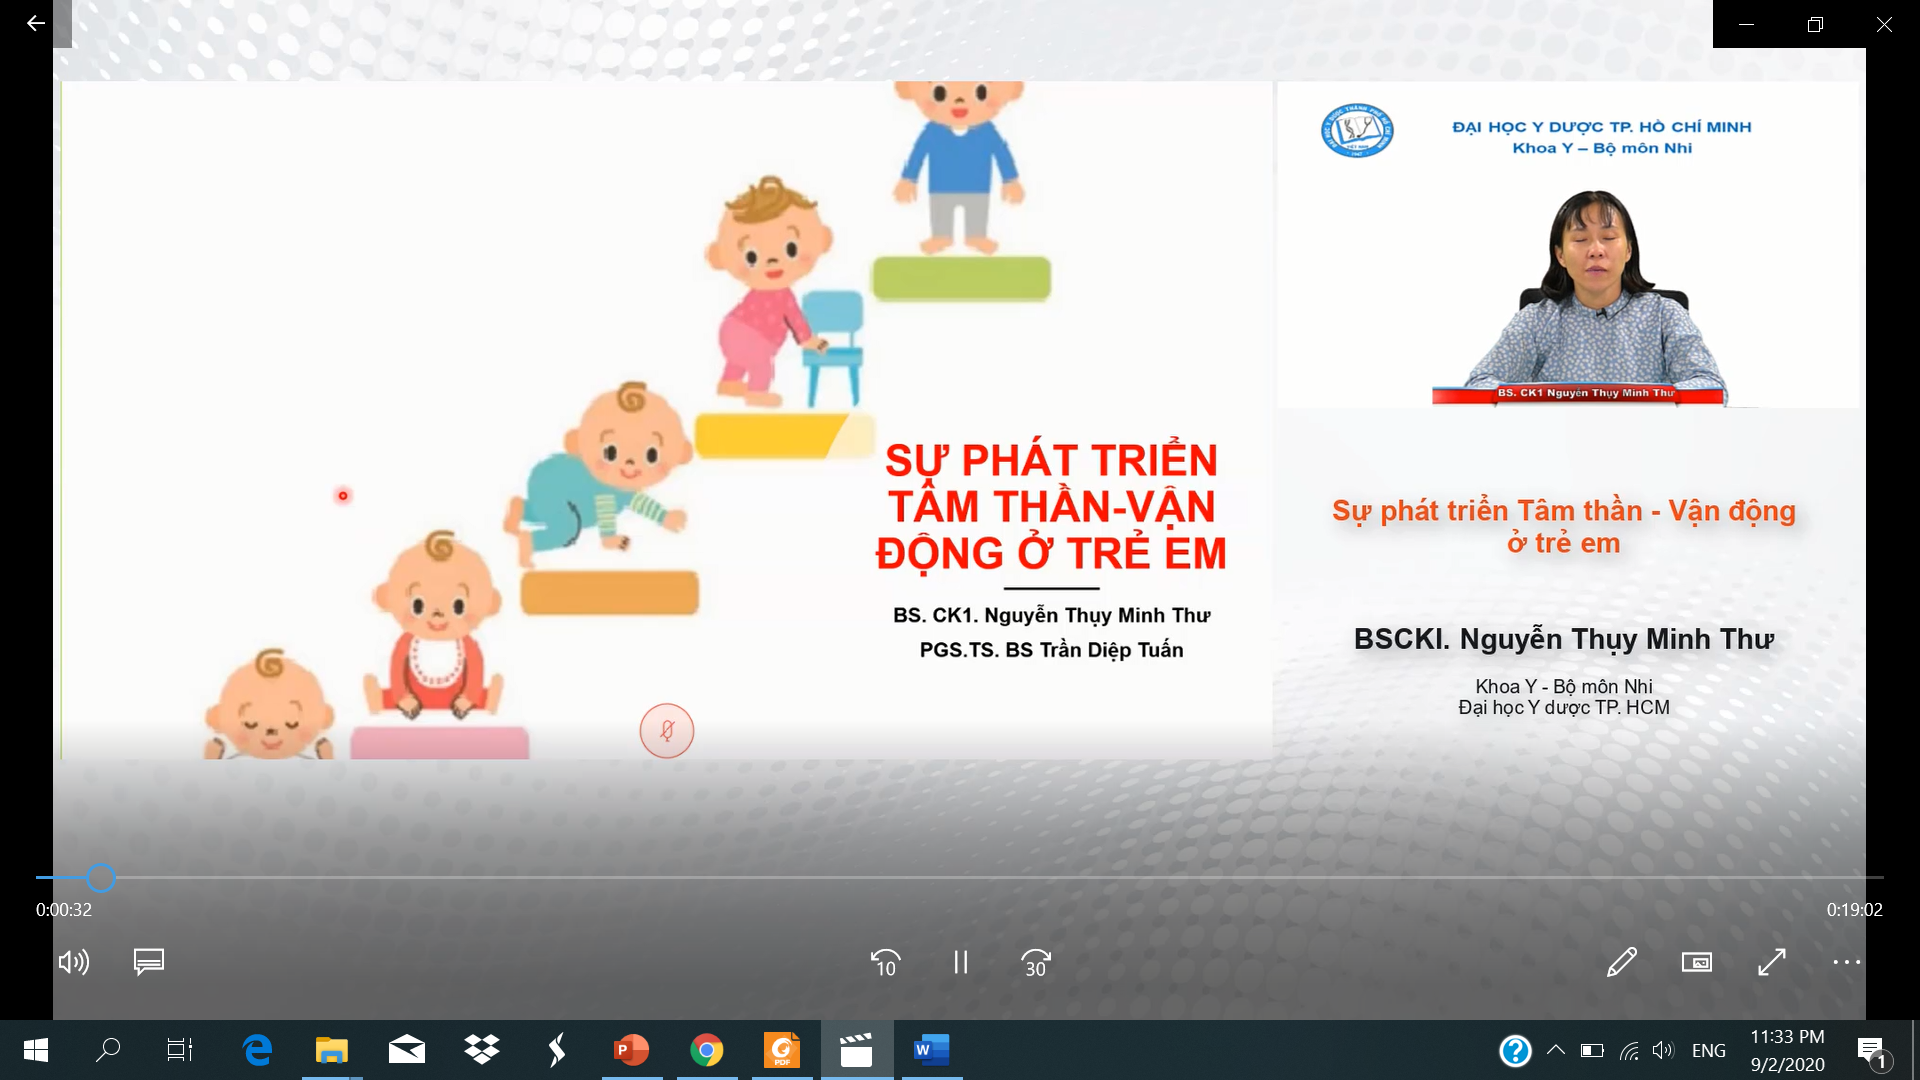 SỰ PHÁT TRIỂN
TÂM THẦN-VẬN
ĐỘNG Ở TRẺ EM
BS. CK1. Nguyễn Thụy Minh Thư
PGS.TS. BS Trần Diệp Tuấn
ĐẠI HỌC Y DƯỢC TP. HỒ CHÍ MINH
Khoa Y – Bộ môn Nhi
BS. CK1 Nguyễn Thụy Minh Thư
Sự phát triển Tâm thần - Vận động
ở trẻ em
BSCKI. Nguyễn Thụy Minh Thư
Khoa Y - Bộ môn Nhi
Đại học Y dược TP. HCM
0:00:32
0:19:02
10
30
P
PDF
W
?
ENG
11:33 PM
9/2/2020
1